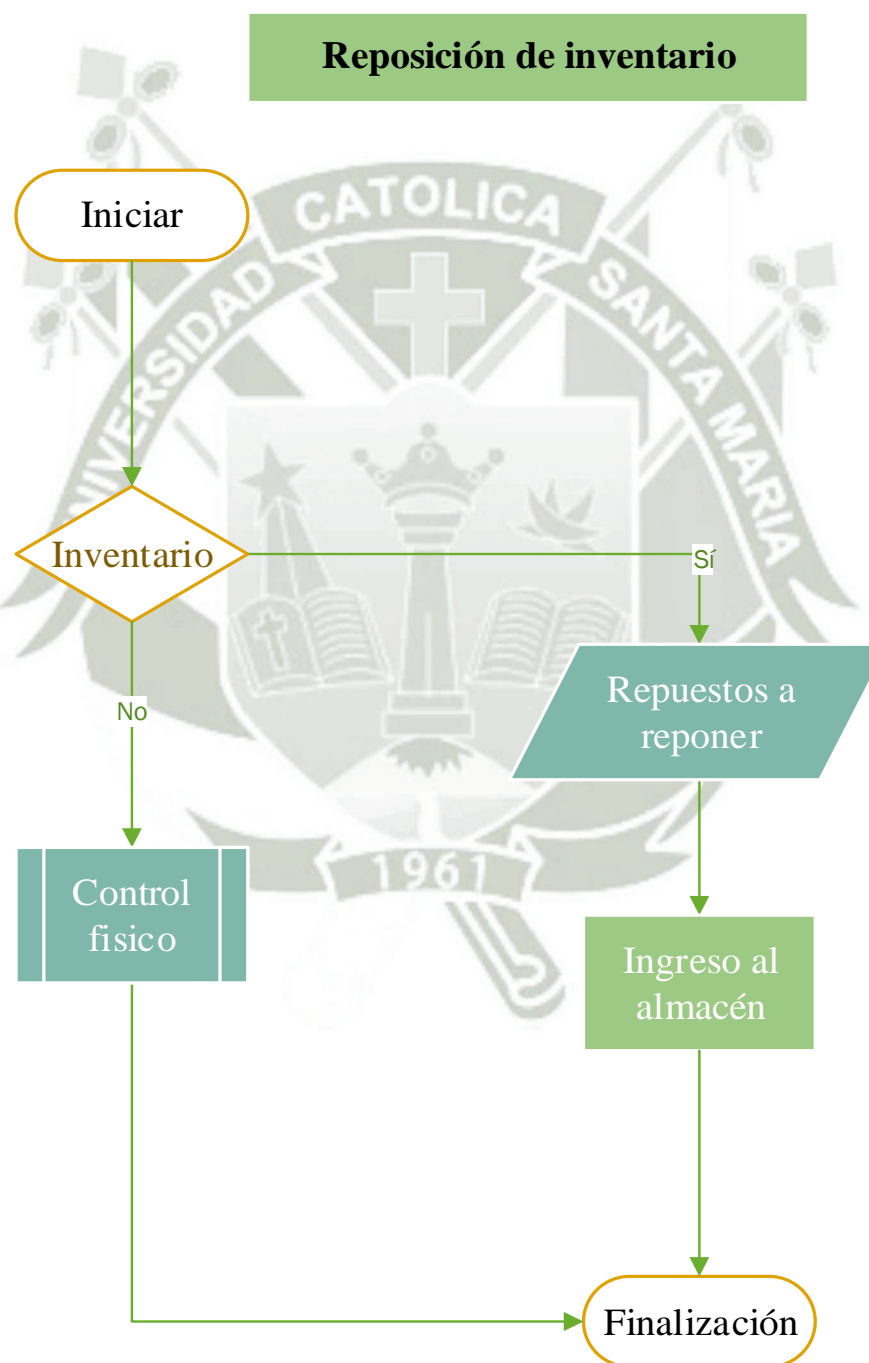 Reposición de inventario
Iniciar
CATOLICA
UNIVERSIDAD
SANTA MARIA
Inventario
Sí
No
Repuestos a
reponer
Control
fisico
1961
Ingreso al
almacén
Finalización